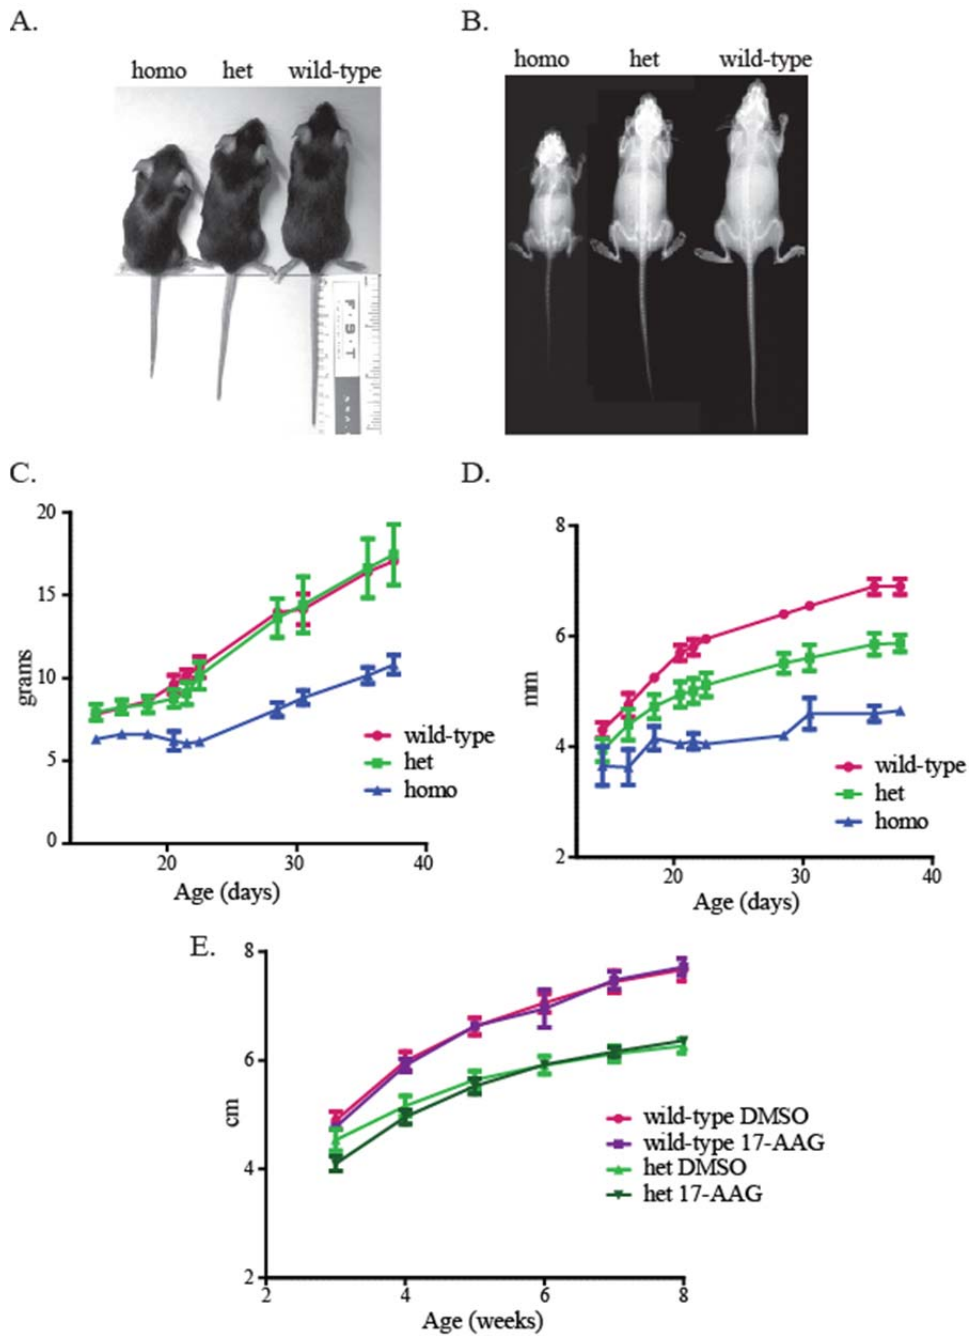 A.
homo het wild-type
F·S·T
B.
homo het wild-type
C.
20
15
10
5
0
grams
20 30 40
Age (days)
wild-type
het
homo
D.
8
6
4
2
mm
20 30 40
Age (days)
wild-type
het
homo
E.
8
6
4
2
cm
2 4 6 8
Age (weeks)
wild-type DMSO
wild-type 17-AAG
het DMSO
het 17-AAG